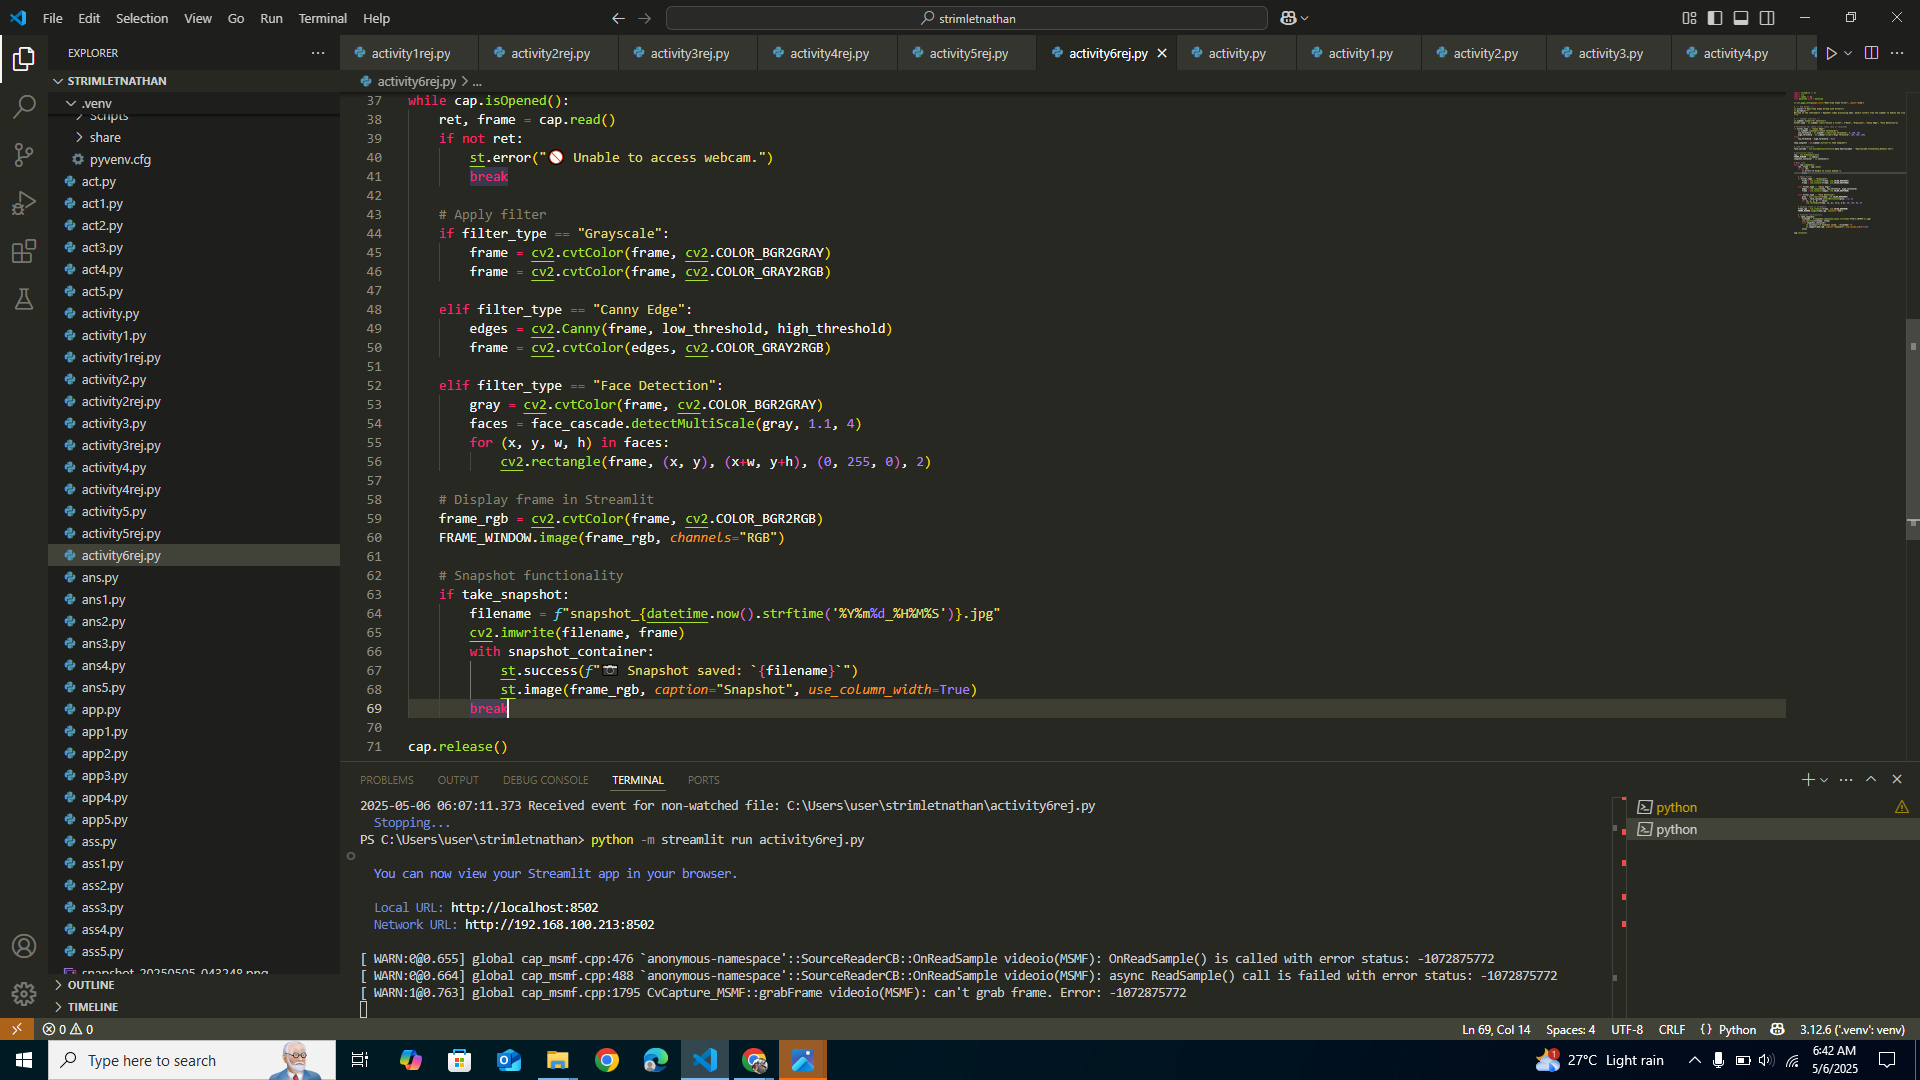 File Edit Selection View Go Run Terminal Help
strimletnathan
EXPLORER
activity1rej.py activity2rej.py activity3rej.py activity4rej.py activity5rej.py activity6rej.py activity.py activity1.py activity2.py activity3.py activity4.py
STRIMLETNATHAN
.venv
Scripts
share
pyvenv.cfg
act.py
act1.py
act2.py
act3.py
act4.py
act5.py
activity.py
activity1.py
activity1rej.py
activity2.py
activity2rej.py
activity3.py
activity3rej.py
activity4.py
activity4rej.py
activity5.py
activity5rej.py
activity6rej.py
ans.py
ans1.py
ans2.py
ans3.py
ans4.py
ans5.py
app.py
app1.py
app2.py
app3.py
app4.py
app5.py
ass.py
ass1.py
ass2.py
ass3.py
ass4.py
ass5.py
snapshot_20250505_043248.png
OUTLINE
TIMELINE
activity6rej.py > ...
37 while cap.isOpened():
38 ret, frame = cap.read()
39 if not ret:
40 st.error("🚫 Unable to access webcam.")
41 break
42
43 # Apply filter
44 if filter_type == "Grayscale":
45 frame = cv2.cvtColor(frame, cv2.COLOR_BGR2GRAY)
46 frame = cv2.cvtColor(frame, cv2.COLOR_GRAY2RGB)
47
48 elif filter_type == "Canny Edge":
49 edges = cv2.Canny(frame, low_threshold, high_threshold)
50 frame = cv2.cvtColor(edges, cv2.COLOR_GRAY2RGB)
51
52 elif filter_type == "Face Detection":
53 gray = cv2.cvtColor(frame, cv2.COLOR_BGR2GRAY)
54 faces = face_cascade.detectMultiScale(gray, 1.1, 4)
55 for (x, y, w, h) in faces:
56 cv2.rectangle(frame, (x, y), (x+w, y+h), (0, 255, 0), 2)
57
58 # Display frame in Streamlit
59 frame_rgb = cv2.cvtColor(frame, cv2.COLOR_BGR2RGB)
60 FRAME_WINDOW.image(frame_rgb, channels="RGB")
61
62 # Snapshot functionality
63 if take_snapshot:
64 filename = f"snapshot_{datetime.now().strftime('%Y%m%d_%H%M%S')}.jpg"
65 cv2.imwrite(filename, frame)
66 with snapshot_container:
67 st.success(f"📷 Snapshot saved: `{filename}`")
68 st.image(frame_rgb, caption="Snapshot", use_column_width=True)
69 break
70
71 cap.release()
PROBLEMS OUTPUT DEBUG CONSOLE TERMINAL PORTS
2025-05-06 06:07:11.373 Received event for non-watched file: C:\Users\user\strimletnathan\activity6rej.py
Stopping...
PS C:\Users\user\strimletnathan> python -m streamlit run activity6rej.py
You can now view your Streamlit app in your browser.
Local URL: http://localhost:8502
Network URL: http://192.168.100.213:8502
[ WARN:0@0.655] global cap_msmf.cpp:476 `anonymous-namespace'::SourceReaderCB::OnReadSample videoio(MSMF): OnReadSample() is called with error status: -1072875772
[ WARN:0@0.664] global cap_msmf.cpp:488 `anonymous-namespace'::SourceReaderCB::OnReadSample videoio(MSMF): async ReadSample() call is failed with error status: -1072875772
[ WARN:1@0.763] global cap_msmf.cpp:1795 CvCapture_MSMF::grabFrame videoio(MSMF): can't grab frame. Error: -1072875772
python
python
0 0 Ln 69, Col 14 Spaces: 4 UTF-8 CRLF {} Python 3.12.6 ('.venv': venv)
Type here to search
1 27°C Light rain
6:42 AM
5/6/2025